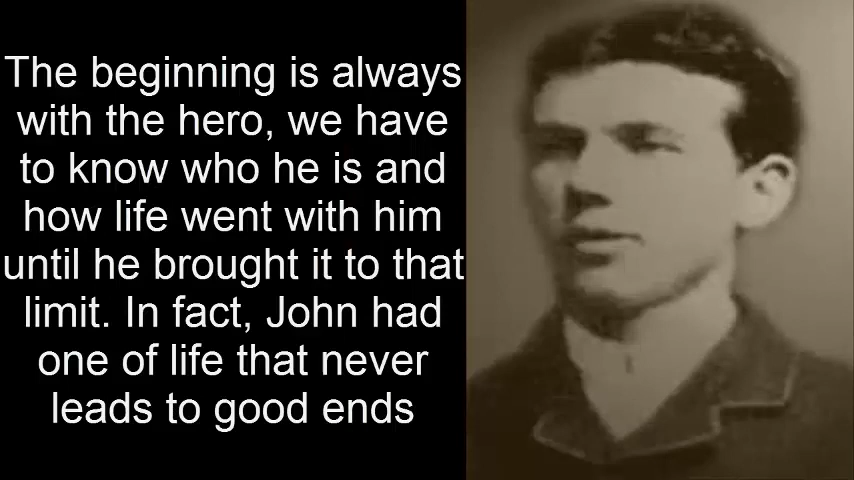 The beginning is always
with the hero, we have
to know who he is and
how life went with him
until he brought it to that
limit. In fact, John had
one of life that never
leads to good ends